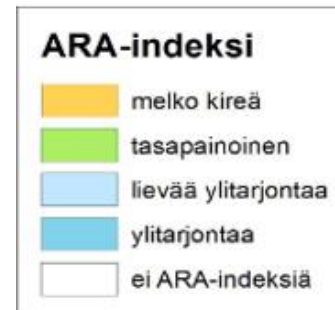 ARA-indeksi
melko kireä
tasapainoinen
lievää ylitarjontaa
ylitarjontaa
ei ARA-indeksiä